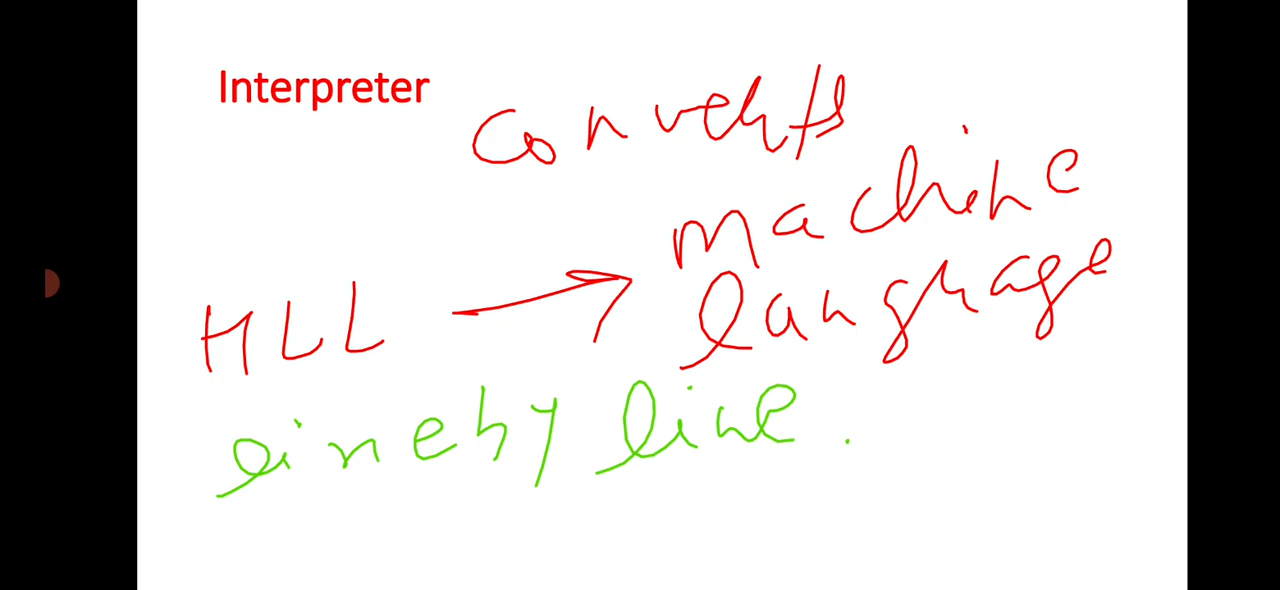 Interpreter
converts
HLL → machine
language
line by line.